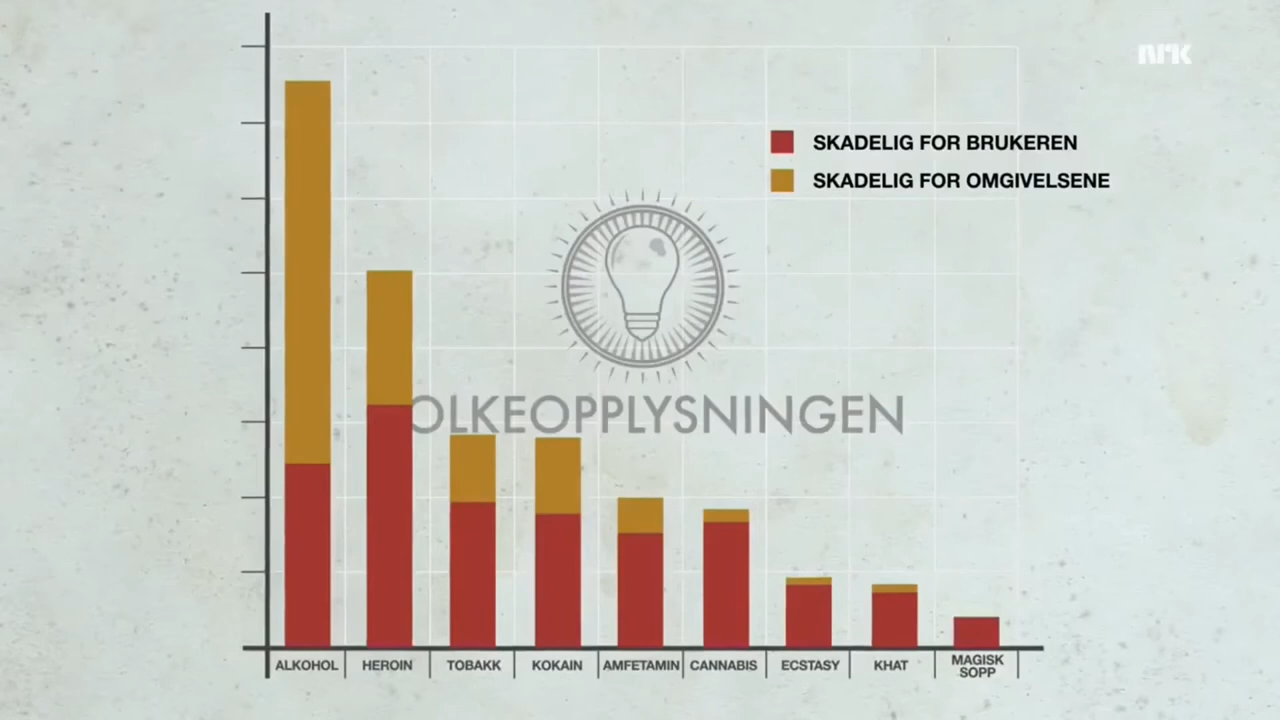 NRK
SKADELIG FOR BRUKEREN
SKADELIG FOR OMGIVELSENE
OLKEOPPLYSNINGEN
ALKOHOL
HEROIN
TOBAKK
KOKAIN
AMFETAMIN
CANNABIS
ECSTASY
KHAT
MAGISK
SOPP